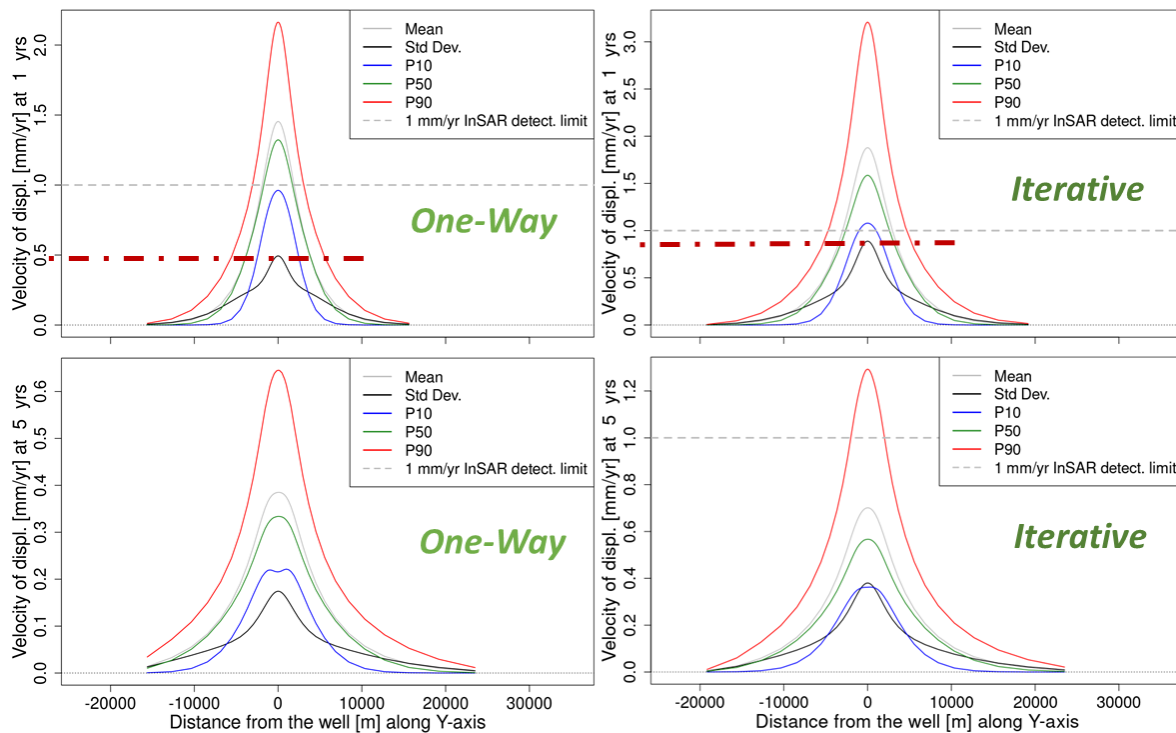 Velocity of displ. [mm/yr] at 1 yrs
0.0
0.5
1.0
1.5
2.0
Mean
Std Dev.
P10
P50
P90
1 mm/yr InSAR detect. limit
One-Way
Velocity of displ. [mm/yr] at 1 yrs
0.0
0.5
1.0
1.5
2.0
2.5
3.0
Mean
Std Dev.
P10
P50
P90
1 mm/yr InSAR detect. limit
Iterative
Velocity of displ. [mm/yr] at 5 yrs
0.0
0.1
0.2
0.3
0.4
0.5
0.6
Mean
Std Dev.
P10
P50
P90
1 mm/yr InSAR detect. limit
One-Way
-20000 -10000 0 10000 20000 30000
Distance from the well [m] along Y-axis
Velocity of displ. [mm/yr] at 5 yrs
0.0
0.2
0.4
0.6
0.8
1.0
1.2
Mean
Std Dev.
P10
P50
P90
1 mm/yr InSAR detect. limit
Iterative
-20000 -10000 0 10000 20000 30000
Distance from the well [m] along Y-axis